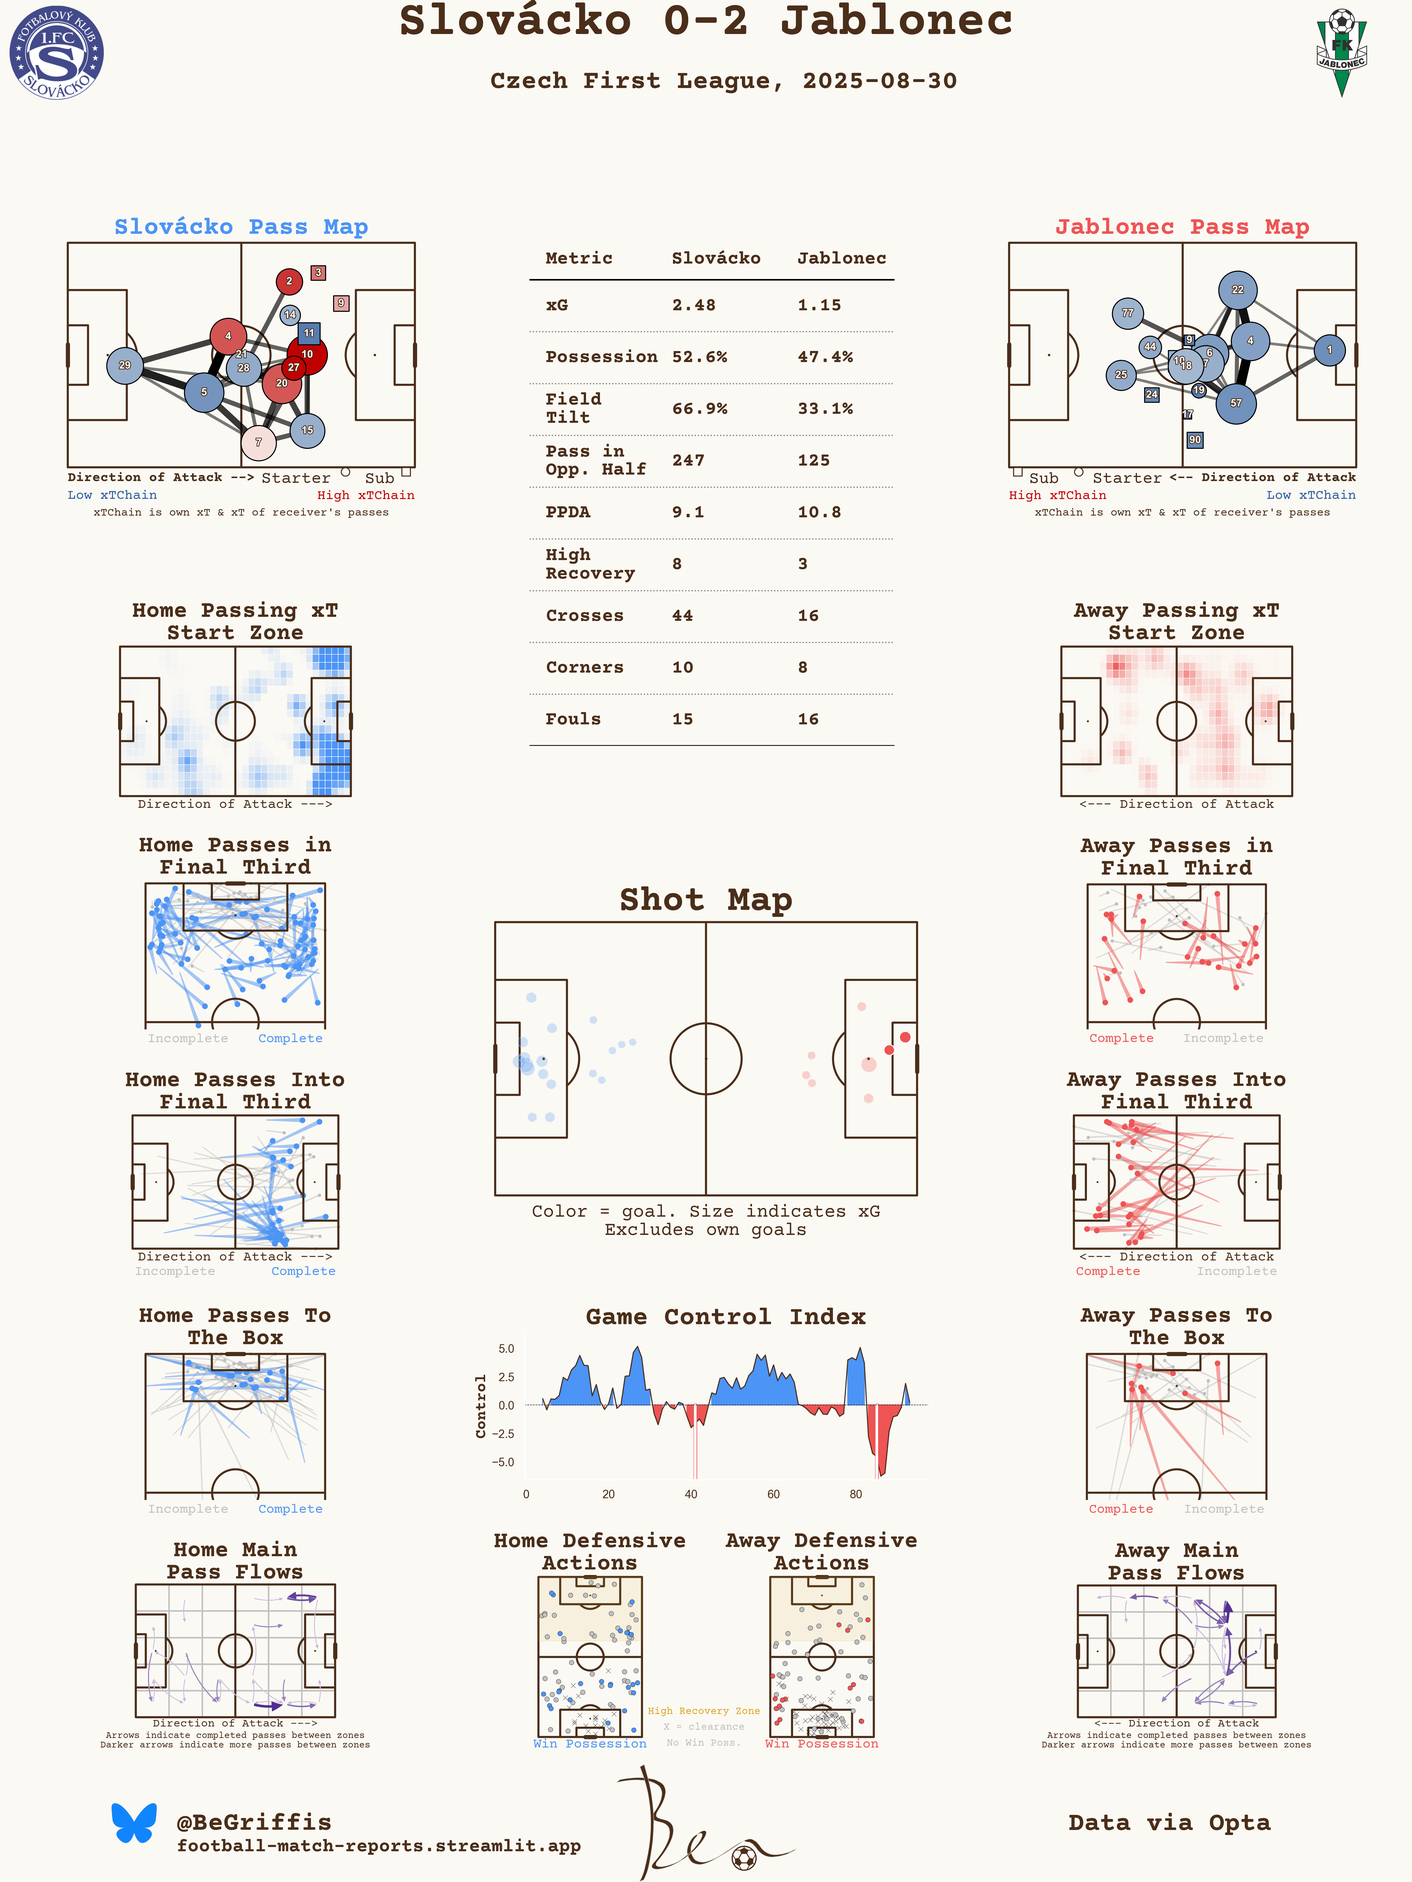 Slovácko 0-2 Jablonec
Czech First League, 2025-08-30
FOTBALOVÝ KLUB
1.FC
S
SLOVÁCKO
FK
JABLONEC
Slovácko Pass Map
2
3
9
14
4
11
21
10
29
28
27
20
5
15
7
Direction of Attack --> Starter Sub
Low xTChain High xTChain
xTChain is own xT & xT of receiver's passes
Metric Slovácko Jablonec
xG 2.48 1.15
Possession 52.6% 47.4%
Field
Tilt 66.9% 33.1%
Pass in
Opp. Half 247 125
PPDA 9.1 10.8
High
Recovery 8 3
Crosses 44 16
Corners 10 8
Fouls 15 16
Jablonec Pass Map
22
77
9
4
44
6
1
10
7
18
25
19
24
57
17
90
Sub Starter <-- Direction of Attack
High xTChain Low xTChain
xTChain is own xT & xT of receiver's passes
Home Passing xT
Start Zone
Direction of Attack --->
Away Passing xT
Start Zone
<--- Direction of Attack
Home Passes in
Final Third
Incomplete Complete
Away Passes in
Final Third
Complete Incomplete
Shot Map
Color = goal. Size indicates xG
Excludes own goals
Home Passes Into
Final Third
Direction of Attack --->
Incomplete Complete
Away Passes Into
Final Third
<--- Direction of Attack
Complete Incomplete
Home Passes To
The Box
Incomplete Complete
Game Control Index
Control
5.0
2.5
0.0
−2.5
−5.0
0 20 40 60 80
Away Passes To
The Box
Complete Incomplete
Home Main
Pass Flows
Direction of Attack --->
Arrows indicate completed passes between zones
Darker arrows indicate more passes between zones
Home Defensive
Actions
Win Possession
Away Defensive
Actions
Win Possession
High Recovery Zone
X = clearance
No Win Poss.
Away Main
Pass Flows
<--- Direction of Attack
Arrows indicate completed passes between zones
Darker arrows indicate more passes between zones
@BeGriffis
football-match-reports.streamlit.app
Ben
Data via Opta